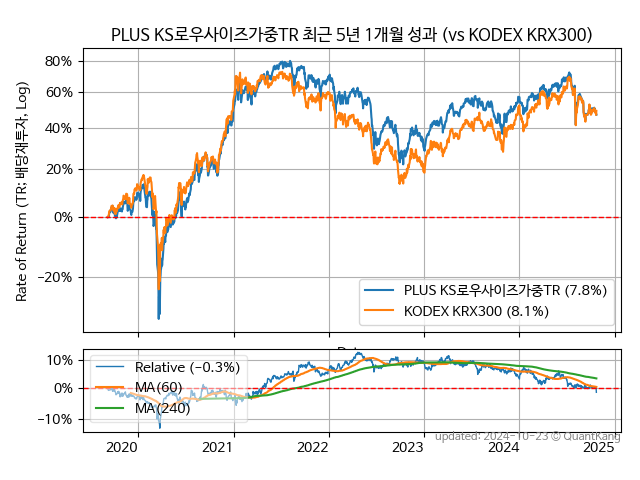 PLUS KS로우사이즈가중TR 최근 5년 1개월 성과 (vs KODEX KRX300)
Rate of Return (TR: 배당재투자, Log)
80%
60%
40%
20%
0%
−20%
PLUS KS로우사이즈가중TR (7.8%)
KODEX KRX300 (8.1%)
10%
0%
−10%
Relative (−0.3%)
MA(60)
MA(240)
updated: 2024-10-23 © QuantKang
2020
2021
2022
2023
2024
2025